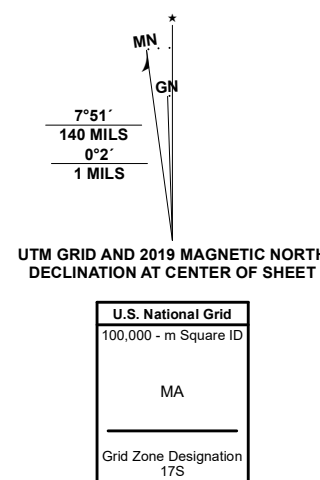 ★
MN
GN
7°51´
140 MILS
0°2´
1 MILS
UTM GRID AND 2019 MAGNETIC NORTH
DECLINATION AT CENTER OF SHEET
U.S. National Grid
100,000 - m Square ID
MA
Grid Zone Designation
17S